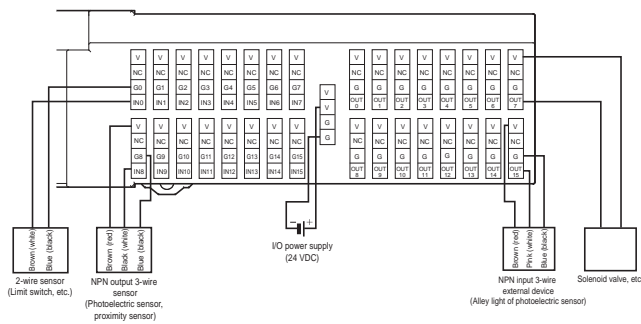 V V V V V V V V V V V V V V V V
NC NC NC NC NC NC NC NC NC NC NC NC NC NC NC NC
G0 G1 G2 G3 G4 G5 G6 G7 G G G G G G G G
IN0 IN1 IN2 IN3 IN4 IN5 IN6 IN7 OUT 0 OUT 1 OUT 2 OUT 3 OUT 4 OUT 5 OUT 6 OUT 7
V
V
G
G
V V V V V V V V V V V V V V V V
NC NC NC NC NC NC NC NC NC NC NC NC NC NC NC NC
G8 G9 G10 G11 G12 G13 G14 G15 G G G G G G G G
IN8 IN9 IN10 IN11 IN12 IN13 IN14 IN15 OUT 8 OUT 9 OUT 10 OUT 11 OUT 12 OUT 13 OUT 14 OUT 15
− +
I/O power supply
(24 VDC)
Brown (white)
Blue (black)
2-wire sensor
(Limit switch, etc.)
Brown (red)
Black (white)
Blue (black)
NPN output 3-wire
sensor
(Photoelectric sensor,
proximity sensor)
Brown (red)
Pink (white)
Blue (black)
NPN input 3-wire
external device
(Alley light of photoelectric sensor)
Solenoid valve, etc